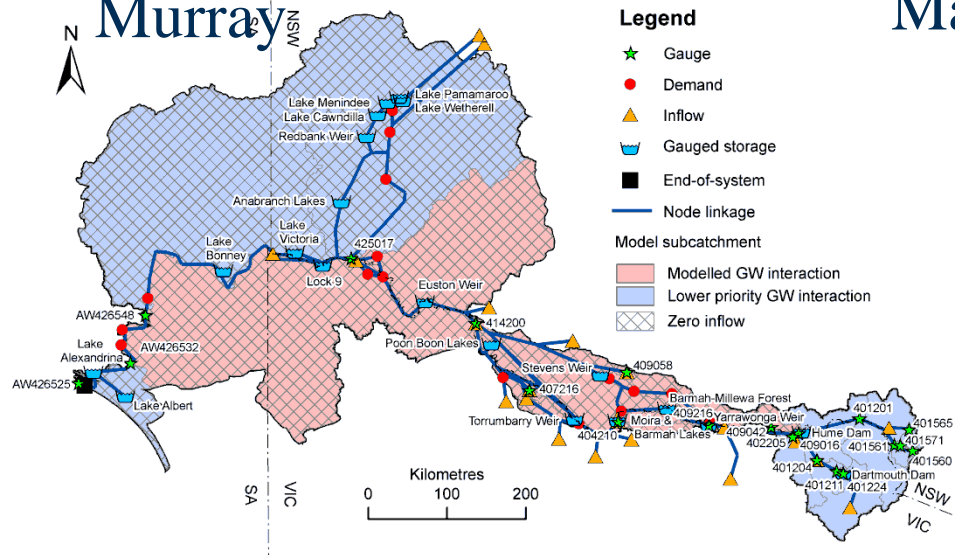 Murray
Ma
N
SA
NSW
Legend
Gauge
Demand
Inflow
Gauged storage
End-of-system
Node linkage
Model subcatchment
Modelled GW interaction
Lower priority GW interaction
Zero inflow
Lake Menindee
Lake Pamamaroo
Lake Cawndilla
Lake Wetherell
Redbank Weir
Anabranch Lakes
Lake
Victoria
425017
Lake
Bonney
Lock 9
Euston Weir
AW426548
414200
Poon Boon Lakes
AW426532
Lake
Alexandrina
Stevens Weir
409058
AW426525
Lake Albert
407216
Barmah-Millewa Forest
Torrumbarry Weir
Moira &
Barmah Lakes
409216
Yarrawonga Weir
404210
409042
402205
409016
Hume Dam
401201
401565
401571
401561
401560
401204
Dartmouth Dam
401211
401224
NSW
VIC
Kilometres
0 100 200
SA
VIC